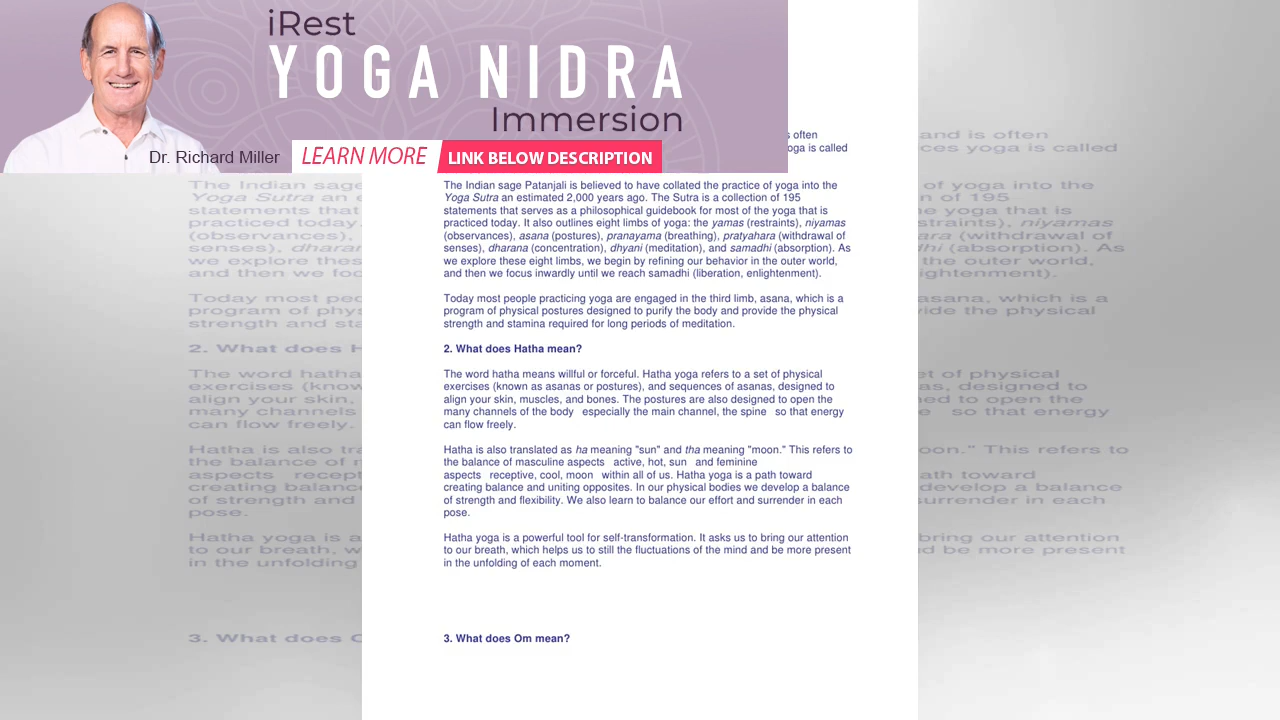 iRest
YOGA NIDRA
Immersion
Dr. Richard Miller
LEARN MORE
LINK BELOW DESCRIPTION
often
oga is called
The Indian sage Patanjali is believed to have collated the practice of yoga into the
Yoga Sutra an estimated 2,000 years ago. The Sutra is a collection of 195
statements that serves as a philosophical guidebook for most of the yoga that is
practiced today. It also outlines eight limbs of yoga: the yamas (restraints), niyamas
(observances), asana (postures), pranayama (breathing), pratyahara (withdrawal of
senses), dharana (concentration), dhyani (meditation), and samadhi (absorption). As
we explore these eight limbs, we begin by refining our behavior in the outer world,
and then we focus inwardly until we reach samadhi (liberation, enlightenment).
Today most people practicing yoga are engaged in the third limb, asana, which is a
program of physical postures designed to purify the body and provide the physical
strength and stamina required for long periods of meditation.
2. What does Hatha mean?
The word hatha means willful or forceful. Hatha yoga refers to a set of physical
exercises (known as asanas or postures), and sequences of asanas, designed to
align your skin, muscles, and bones. The postures are also designed to open the
many channels of the body especially the main channel, the spine so that energy
can flow freely.
Hatha is also translated as ha meaning "sun" and tha meaning "moon." This refers to
the balance of masculine aspects active, hot, sun and feminine
aspects receptive, cool, moon within all of us. Hatha yoga is a path toward
creating balance and uniting opposites. In our physical bodies we develop a balance
of strength and flexibility. We also learn to balance our effort and surrender in each
pose.
Hatha yoga is a powerful tool for self-transformation. It asks us to bring our attention
to our breath, which helps us to still the fluctuations of the mind and be more present
in the unfolding of each moment.
3. What does Om mean?